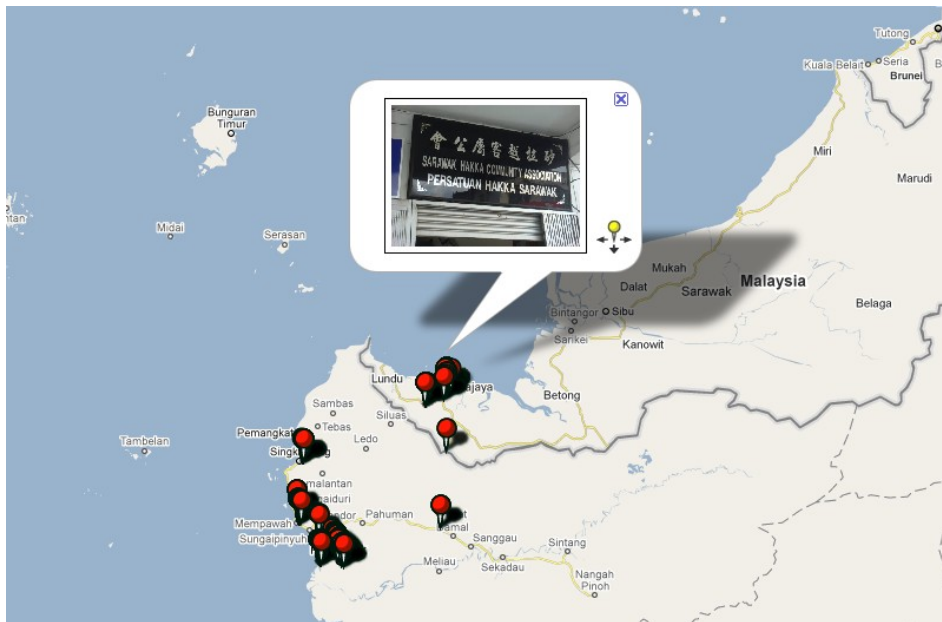 Tutong
Kuala Belait
Seria
Brunei
Bunguran
Timur
會公屬客越拉砂
SARAWAK HAKKA COMUNITY ASSOCIATION
PERSATUAN HAKKA SARAWAK
Miri
Marudi
Midai
Serasan
Mukah
Dalat
Sarawak
Malaysia
Belaga
Bintangor
Sibu
Sarikei
Kanowit
Lundu
ajaya
Betong
Sambas
Siluas
Tebas
Pemangkat
Ledo
Tambelan
Mempawah
Pahuman
Sungaipinyuh
Sanggau
Sintang
Meliau
Sekadau
Nangah
Pinoh